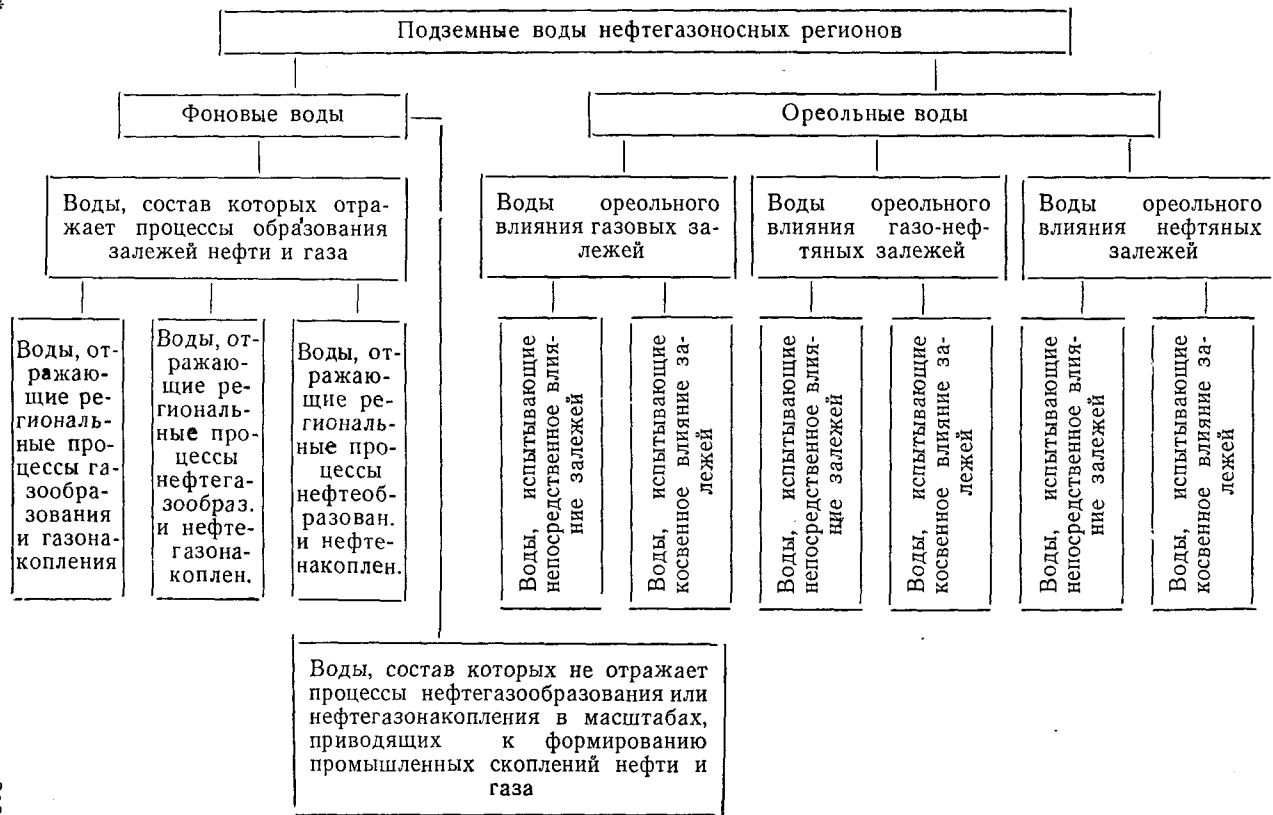 Подземные воды нефтегазоносных регионов
Фоновые воды
Ореольные воды
Воды, состав которых отра-
жает процессы образования
залежей нефти и газа
Воды ореольного
влияния газовых за-
лежей
Воды ореольного
влияния газо-неф-
тяных залежей
Воды ореольного
влияния нефтяных
залежей
Воды, от-
ражаю-
щие ре-
гиональ-
ные про-
цессы га-
зообра-
зования
и газона-
копления
Воды, от-
ражаю-
щие ре-
гиональ-
ные про-
цессы
нефтега-
зообраз.
и нефте-
газона-
коплен.
Воды, от-
ражаю-
щие ре-
гиональ-
ные про-
цессы
нефтеоб-
разован.
и нефте-
накоплен.
Воды, испытывающие
непосредственное влия-
ние залежей
Воды, испытывающие
косвенное влияние за-
лежей
Воды, испытывающие
непосредственное влия-
ние залежей
Воды, испытывающие
косвенное влияние за-
лежей
Воды, испытывающие
непосредственное влия-
ние залежей
Воды, испытывающие
косвенное влияние за-
лежей
Воды, состав которых не отражает
процессы нефтегазообразования или
нефтегазонакопления в масштабах,
приводящих к формированию
промышленных скоплений нефти и
газа